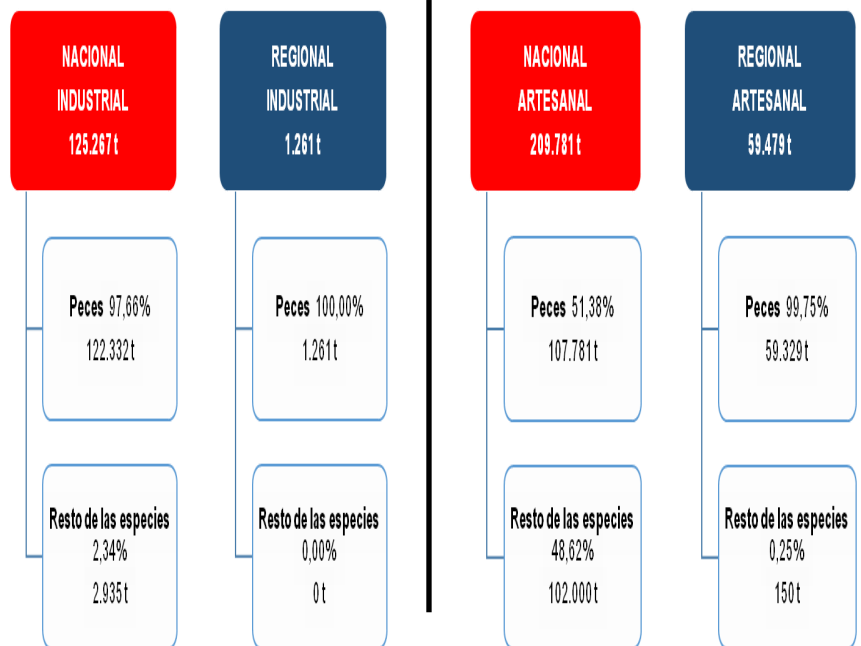 NACIONAL
INDUSTRIAL
125.267 t
Peces 97,66%
122.332 t
Resto de las especies
2,34%
2.935 t
REGIONAL
INDUSTRIAL
1.261 t
Peces 100,00%
1.261 t
Resto de las especies
0,00%
0 t
NACIONAL
ARTESANAL
209.781 t
Peces 51,38%
107.781 t
Resto de las especies
48,62%
102.000 t
REGIONAL
ARTESANAL
59.479 t
Peces 99,75%
59.329 t
Resto de las especies
0,25%
150 t